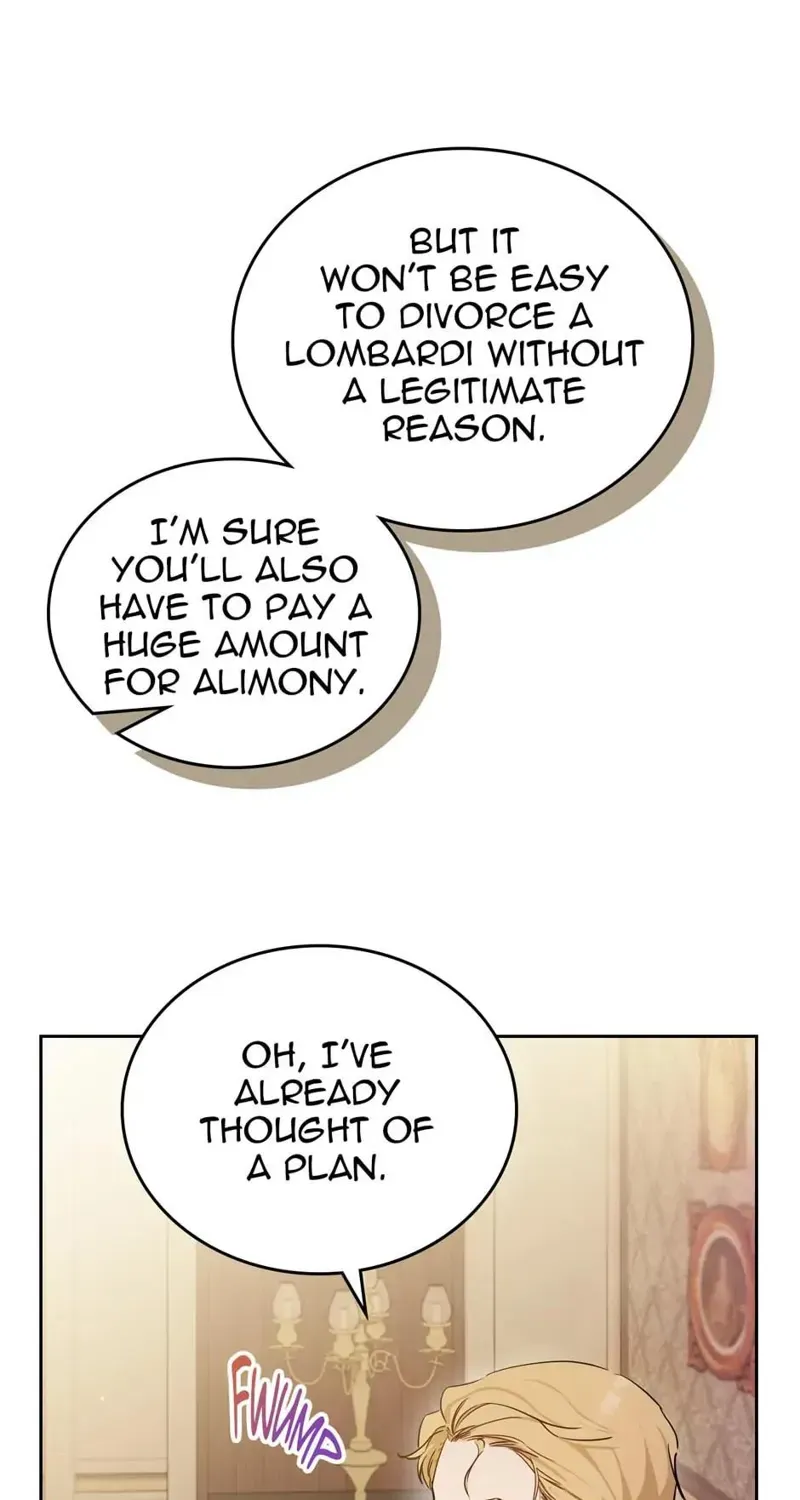 BUT IT
WON'T BE EASY
TO DIVORCE A
LOMBARDI WITHOUT
A LEGITIMATE
REASON.
I'M SURE
YOU'LL ALSO
HAVE TO PAY A
HUGE AMOUNT
FOR ALIMONY.
OH, I'VE
ALREADY
THOUGHT OF
A PLAN.
FWUMP